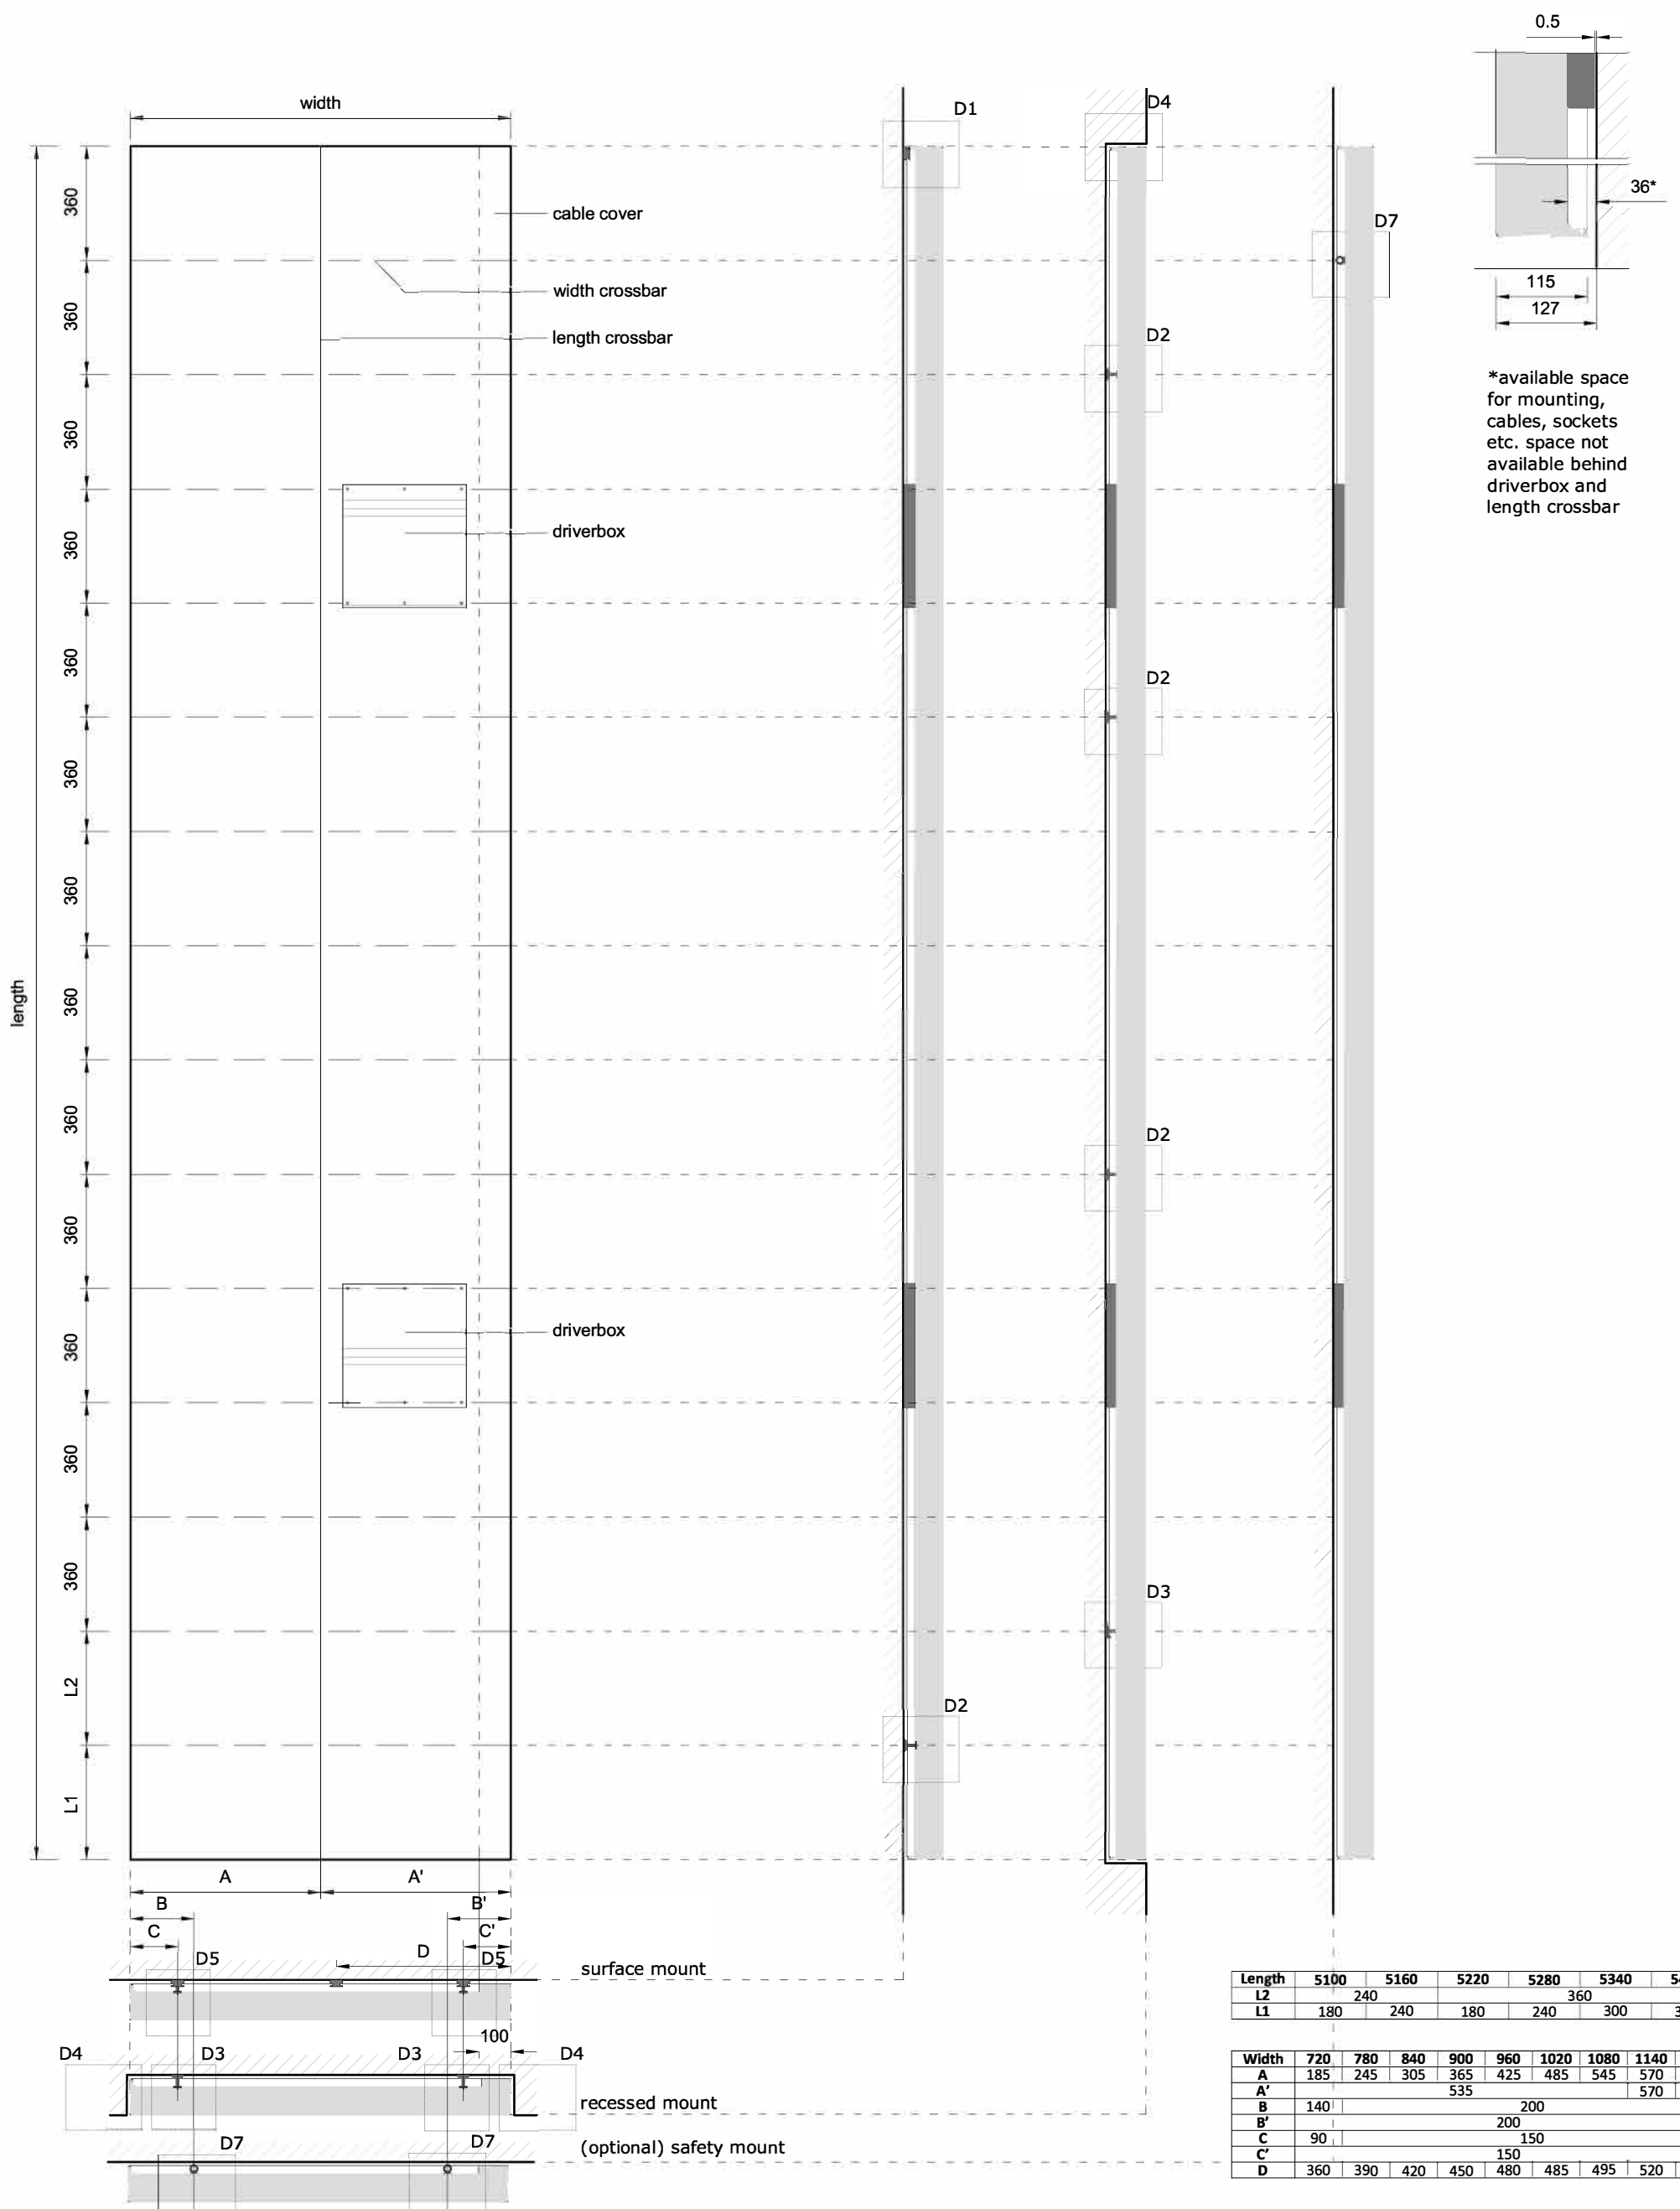 0.5
width
D1
D4
360
36*
cable cover
D7
115
360
width crossbar
127
length crossbar
D2
*available space
for mounting,
cables, sockets
etc. space not
available behind
driverbox and
length crossbar
360
360
driverbox
360
D2
360
360
length
360
360
D2
360
360
driverbox
360
D3
360
L2
D2
L1
A A'
B B'
C C'
D5 D D5
surface mount
100
D4 D3 D3 D4
recessed mount
D7 D7
(optional) safety mount
Length 5100 5160 5220 5280 5340
L2 240 360
L1 180 240 180 240 300
Width 720 780 840 900 960 1020 1080 1140
A 185 245 305 365 425 485 545 570
A' 535 570
B 140 200
B' 200
C 90 150
C' 150
D 360 390 420 450 480 485 495 520